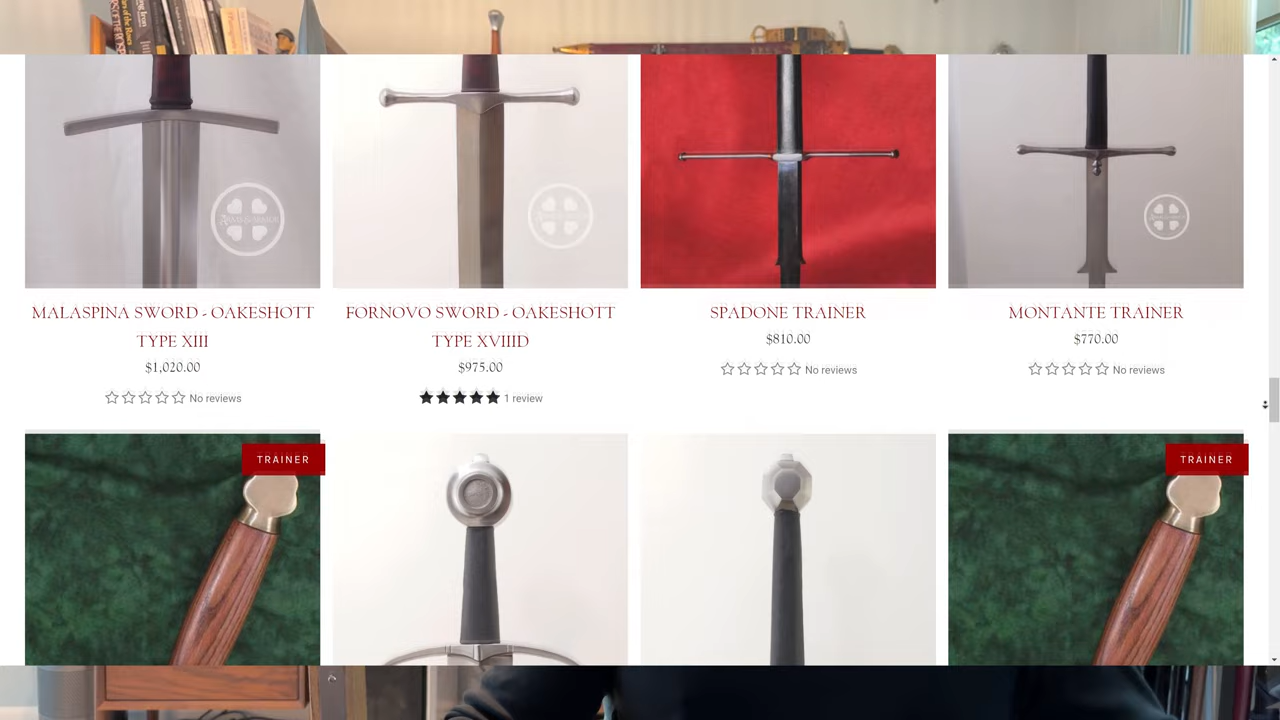 MALASPINA SWORD - OAKESHOTT
TYPE XIII
$1,020.00
No reviews
FORNOVO SWORD - OAKESHOTT
TYPE XVIIID
$975.00
1 review
SPADONE TRAINER
$810.00
No reviews
MONTANTE TRAINER
$770.00
No reviews
TRAINER
TRAINER